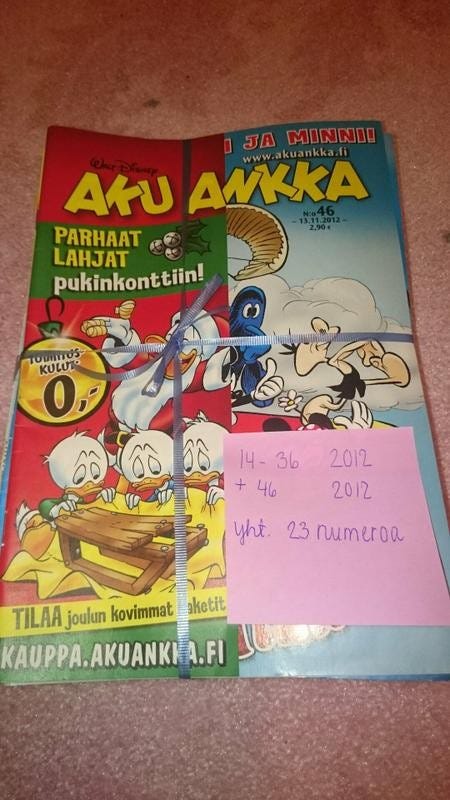 I JA MINNI!
www.akuankka.fi
Walt Disney
AKU ANKKA
N:o 46
– 13.11.2012 –
2,90 €
PARHAAT
LAHJAT
pukinkonttiin!
TOIMITUS-
KULUT
0,-
14 - 36 2012
+ 46 2012
yht. 23 numeroa
TILAA joulun kovimmat aketit
KAUPPA.AKUANKKA.FI